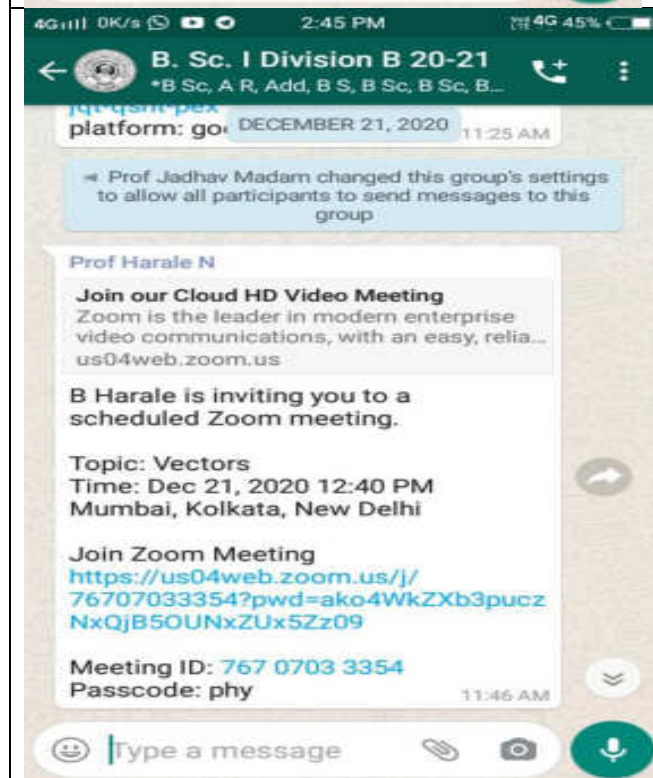 4G 0K/s 2:45 PM 4G 45%
B. Sc. I Division B 20-21
*B Sc, A R, Add, B S, B Sc, B Sc, B...
platform: go
DECEMBER 21, 2020
11:25 AM
Prof Jadhav Madam changed this group's settings
to allow all participants to send messages to this
group
Prof Harale N
Join our Cloud HD Video Meeting
Zoom is the leader in modern enterprise
video communications, with an easy, relia...
us04web.zoom.us
B Harale is inviting you to a
scheduled Zoom meeting.
Topic: Vectors
Time: Dec 21, 2020 12:40 PM
Mumbai, Kolkata, New Delhi
Join Zoom Meeting
https://us04web.zoom.us/j/
76707033354?pwd=ako4WkZXb3pucz
NxQjB5OUNxZUx5Zz09
Meeting ID: 767 0703 3354
Passcode: phy
11:46 AM
Type a message